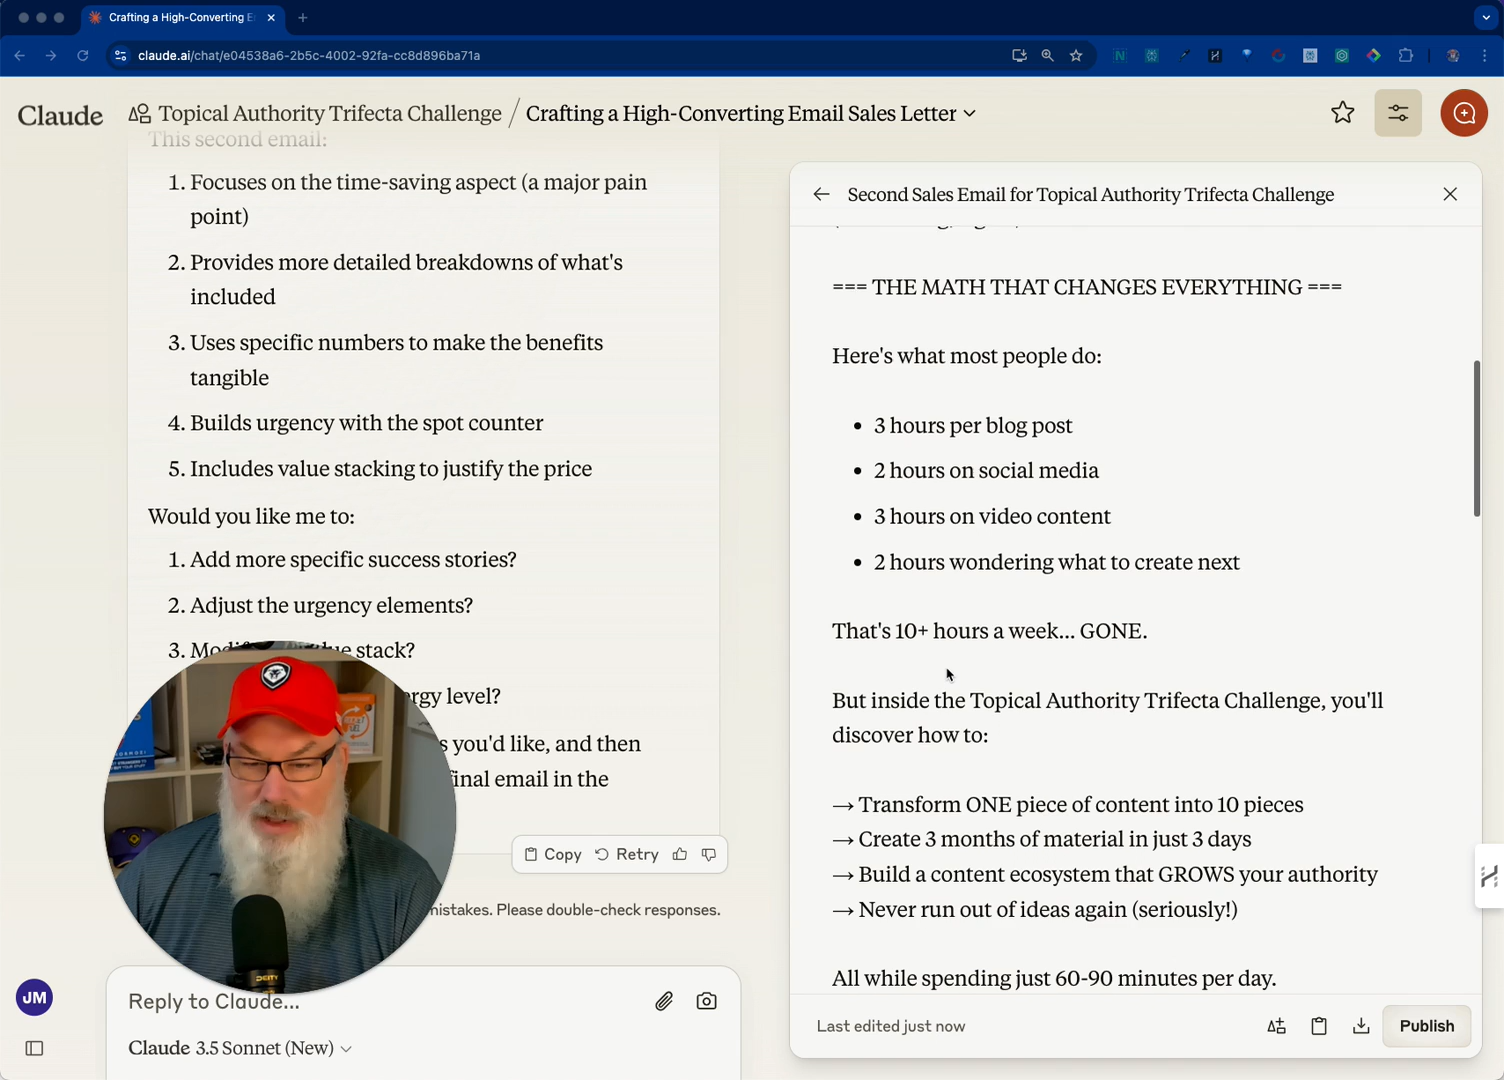 Crafting a High-Converting E
claude.ai/chat/e04538a6-2b5c-4002-92fa-cc8d896ba71a
Claude
Topical Authority Trifecta Challenge / Crafting a High-Converting Email Sales Letter
This second email:
1. Focuses on the time-saving aspect (a major pain
point)
2. Provides more detailed breakdowns of what's
included
3. Uses specific numbers to make the benefits
tangible
4. Builds urgency with the spot counter
5. Includes value stacking to justify the price
Would you like me to:
1. Add more specific success stories?
2. Adjust the urgency elements?
3. stack?
level?
you'd like, and then
final email in the
Copy
Retry
Please double-check responses.
JM
DEITY
Reply to Claude...
Claude 3.5 Sonnet (New)
Second Sales Email for Topical Authority Trifecta Challenge
=== THE MATH THAT CHANGES EVERYTHING ===
Here's what most people do:
• 3 hours per blog post
• 2 hours on social media
• 3 hours on video content
• 2 hours wondering what to create next
That's 10+ hours a week... GONE.
But inside the Topical Authority Trifecta Challenge, you'll
discover how to:
→ Transform ONE piece of content into 10 pieces
→ Create 3 months of material in just 3 days
→ Build a content ecosystem that GROWS your authority
→ Never run out of ideas again (seriously!)
All while spending just 60-90 minutes per day.
Last edited just now
Publish